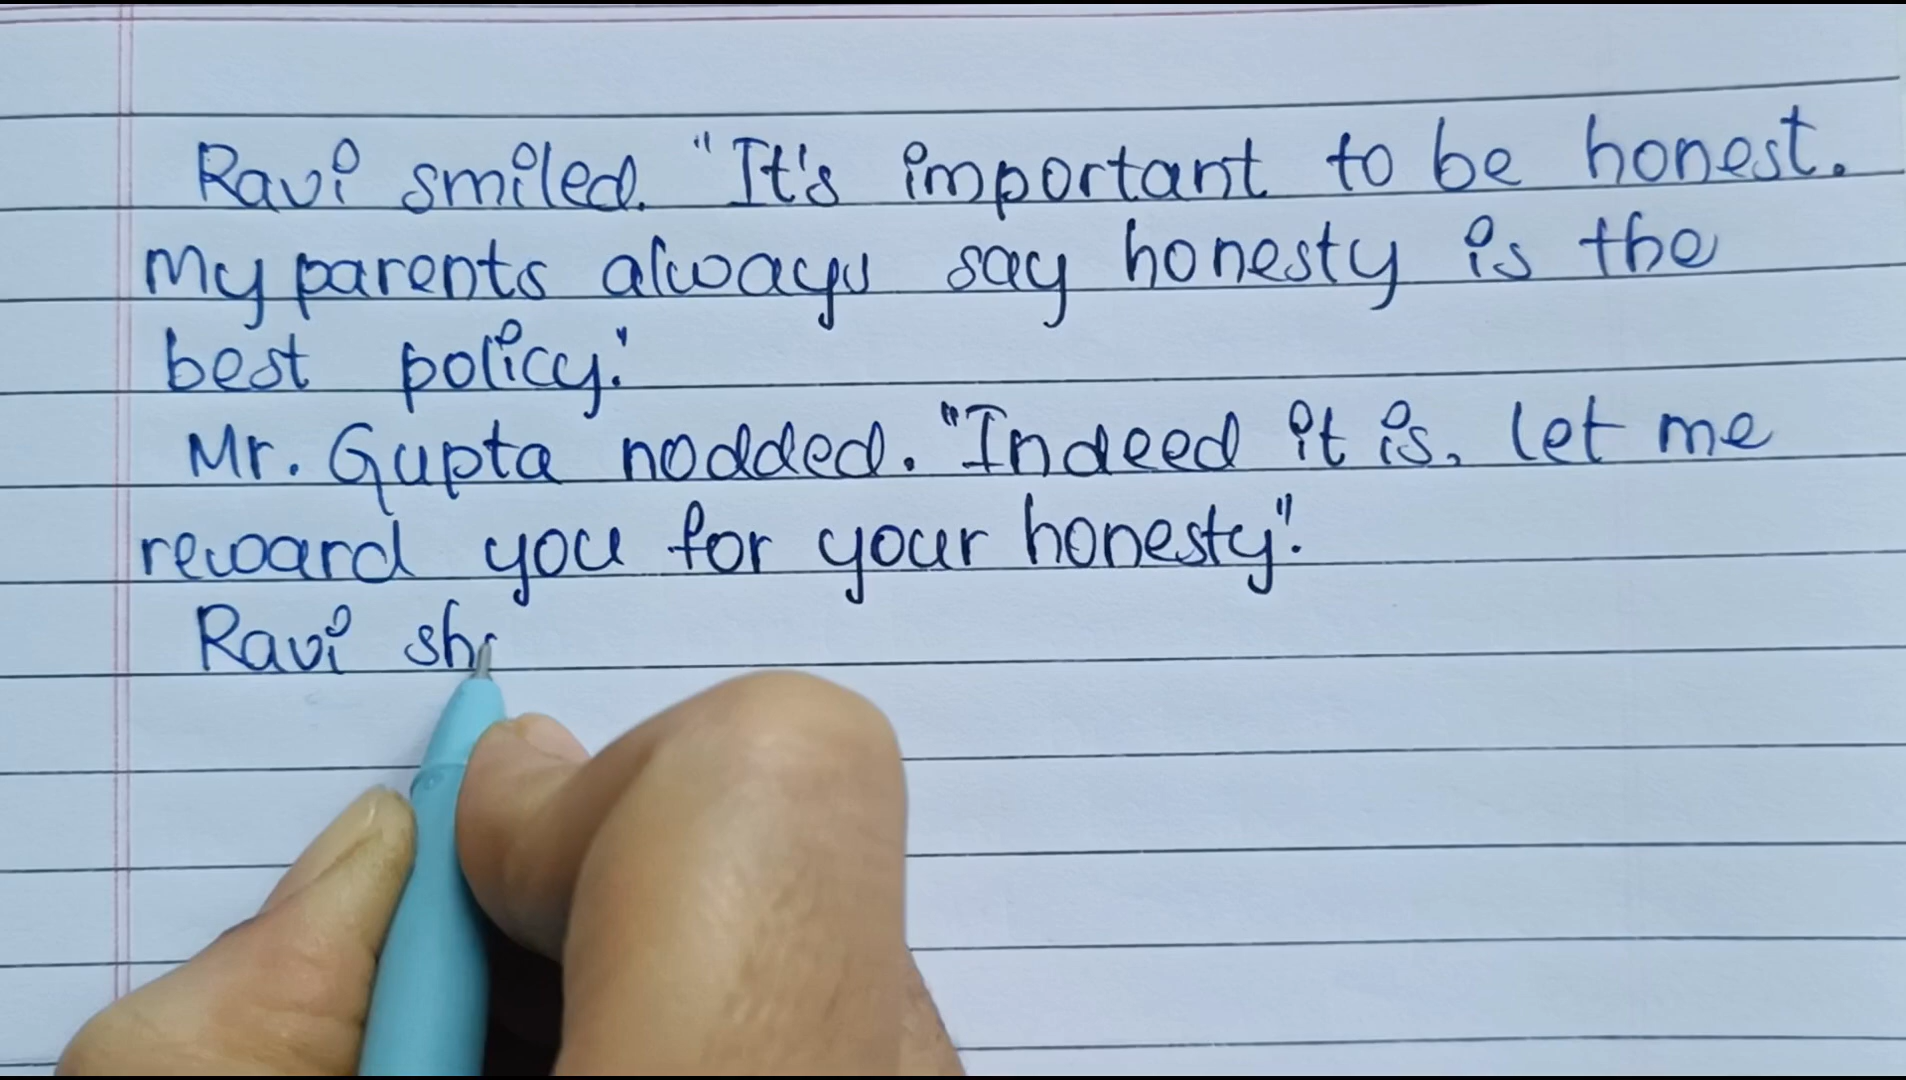 Ravi smiled. "It's important to be honest.
My parents always say honesty is the
best policy."
Mr. Gupta nodded. "Indeed it is, let me
reward you for your honesty".
Ravi